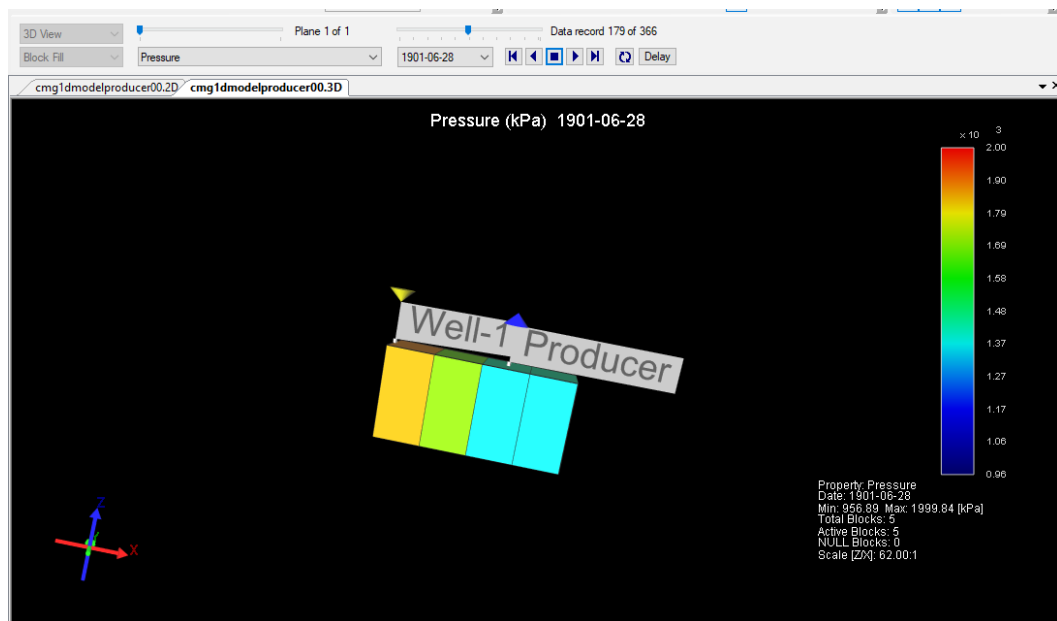 3D View
Plane 1 of 1
Data record 179 of 366
Block Fill
Pressure
1901-06-28
Delay
cmg1dmodelproducer00.2D
cmg1dmodelproducer00.3D
Pressure (kPa) 1901-06-28
x 10 3
2.00
1.90
1.79
1.69
1.58
1.48
1.37
1.27
1.17
1.06
0.96
Well-1
Producer
Property: Pressure
Date: 1901-06-28
Min: 956.89 Max: 1999.84 [kPa]
Total Blocks: 5
Active Blocks: 5
NULL Blocks: 0
Scale [Z/X]: 62.00:1
Z
Y
X